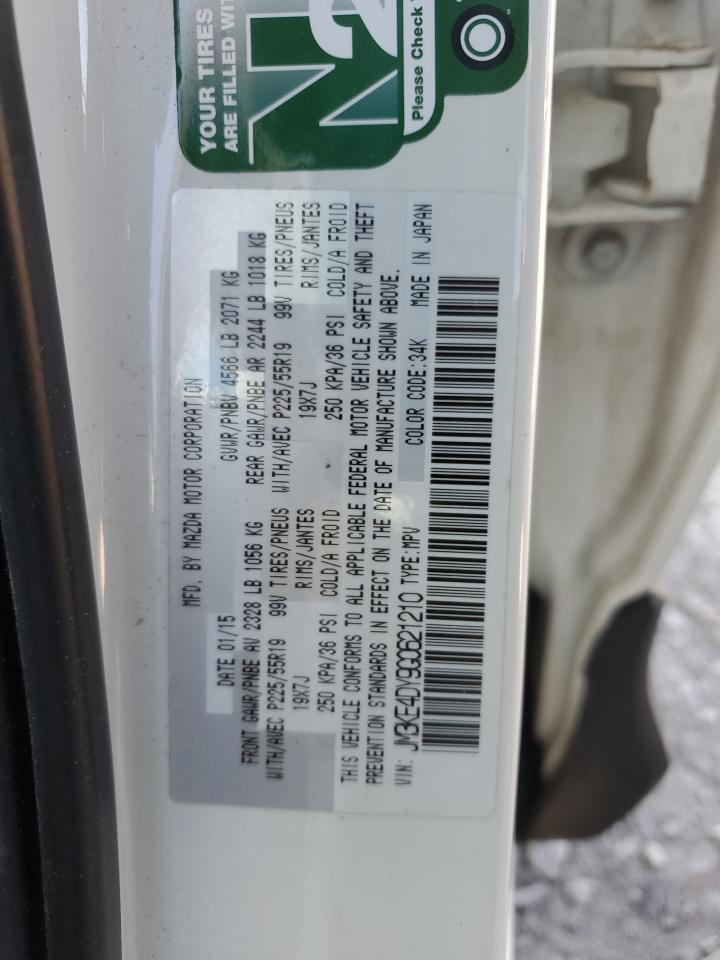 YOUR TIRES
ARE FILLED WIT
N2
Please Check
MFD. BY MAZDA MOTOR CORPORATION
DATE 01/15 GVWR/PNBV 4566 LB 2071 KG
FRONT GAWR/PNBE AV 2328 LB 1056 KG REAR GAWR/PNBE AR 2244 LB 1018 KG
WITH/AVEC P225/55R19 99V TIRES/PNEUS WITH/AVEC P225/55R19 99V TIRES/PNEUS
19X7J RIMS/JANTES 19X7J RIMS/JANTES
250 KPA/36 PSI COLD/A FROID 250 KPA/36 PSI COLD/A FROID
THIS VEHICLE CONFORMS TO ALL APPLICABLE FEDERAL MOTOR VEHICLE SAFETY AND THEFT
PREVENTION STANDARDS IN EFFECT ON THE DATE OF MANUFACTURE SHOWN ABOVE.
VIN: JM3KE4DY9G0621210 TYPE:MPV COLOR CODE:34K MADE IN JAPAN